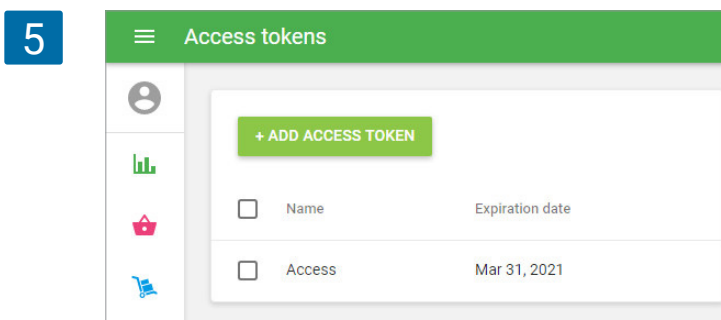 5
Access tokens
+ ADD ACCESS TOKEN
Name Expiration date
Access Mar 31, 2021